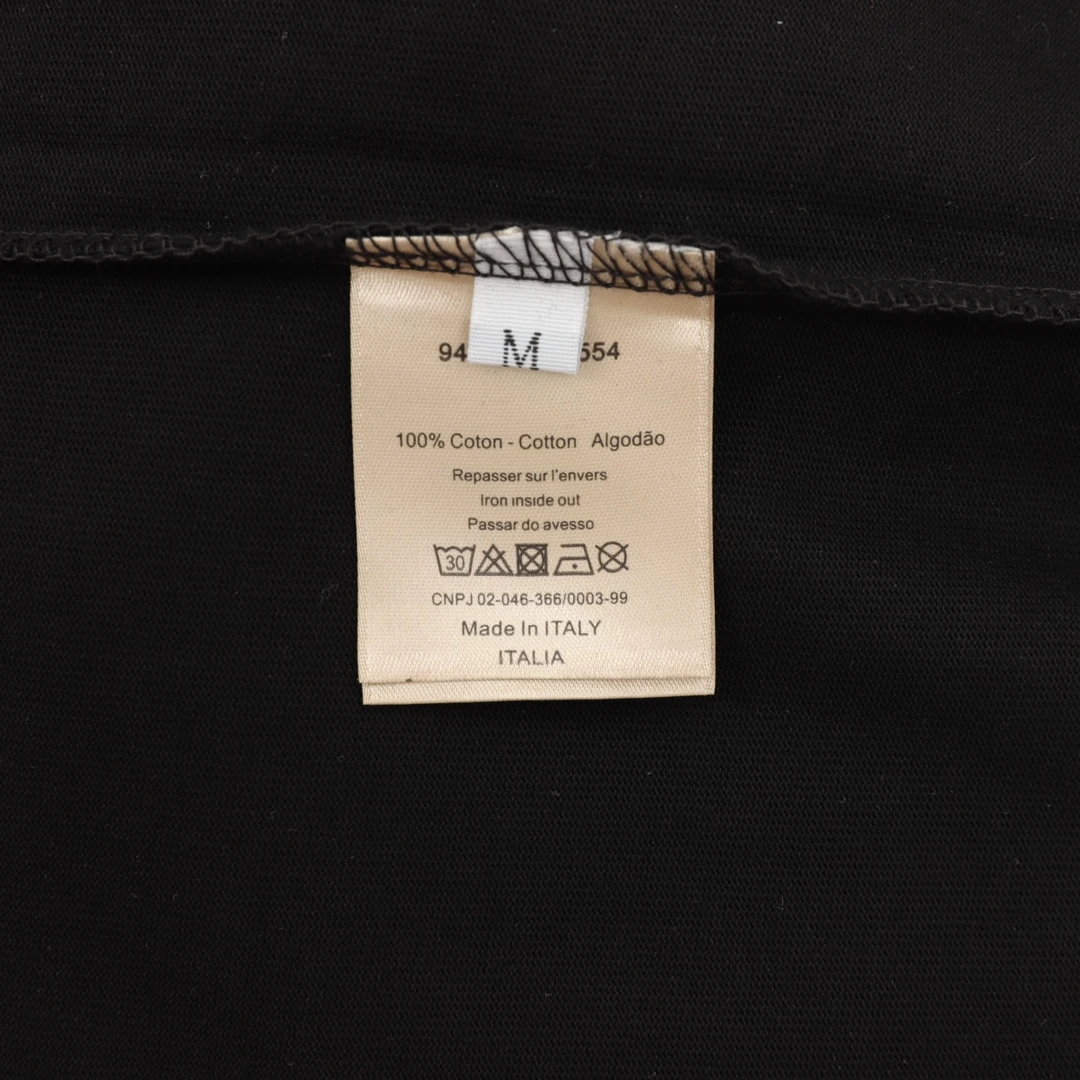 M
94 554
100% Coton - Cotton Algodão
Repasser sur l'envers
Iron inside out
Passar do avesso
30
CNPJ 02-046-366/0003-99
Made In ITALY
ITALIA